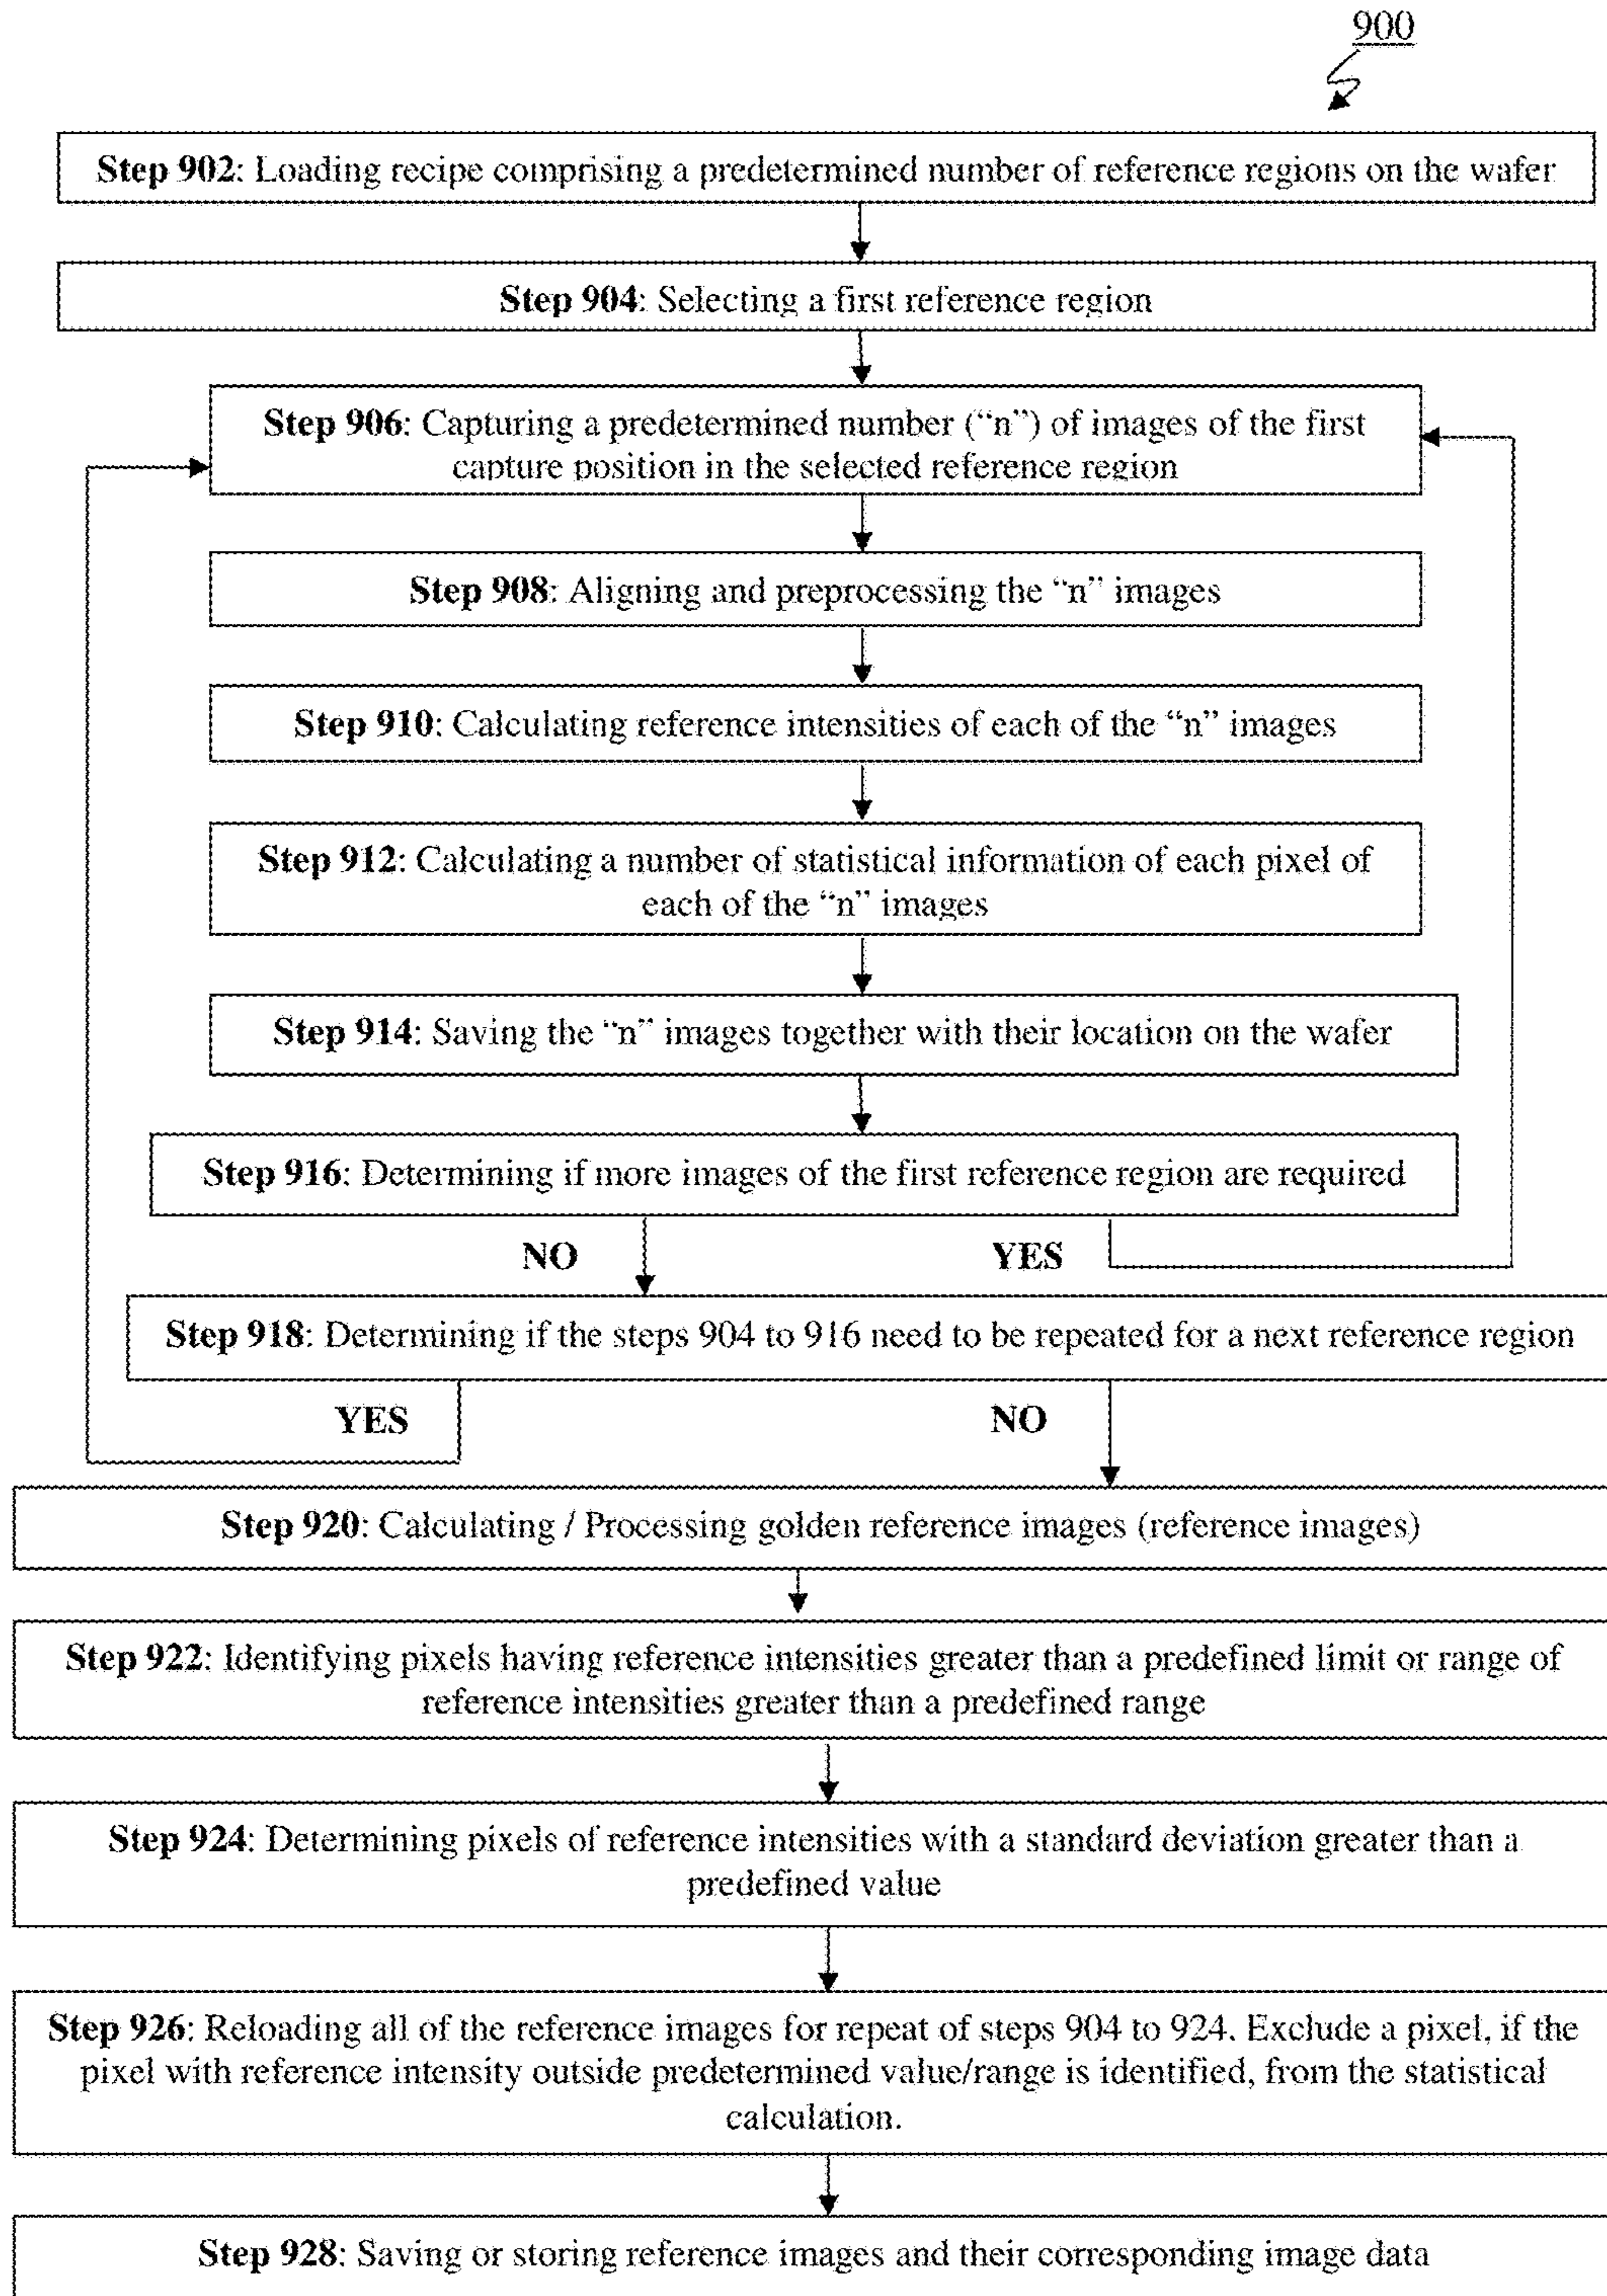 900
Step 902: Loading recipe comprising a predetermined number of reference regions on the wafer
Step 904: Selecting a first reference region
Step 906: Capturing a predetermined number (“n”) of images of the first
capture position in the selected reference region
Step 908: Aligning and preprocessing the “n” images
Step 910: Calculating reference intensities of each of the “n” images
Step 912: Calculating a number of statistical information of each pixel of
each of the “n” images
Step 914: Saving the “n” images together with their location on the wafer
Step 916: Determining if more images of the first reference region are required
NO YES
Step 918: Determining if the steps 904 to 916 need to be repeated for a next reference region
YES NO
Step 920: Calculating / Processing golden reference images (reference images)
Step 922: Identifying pixels having reference intensities greater than a predefined limit or range of
reference intensities greater than a predefined range
Step 924: Determining pixels of reference intensities with a standard deviation greater than a
predefined value
Step 926: Reloading all of the reference images for repeat of steps 904 to 924. Exclude a pixel, if the
pixel with reference intensity outside predetermined value/range is identified, from the statistical
calculation.
Step 928: Saving or storing reference images and their corresponding image data